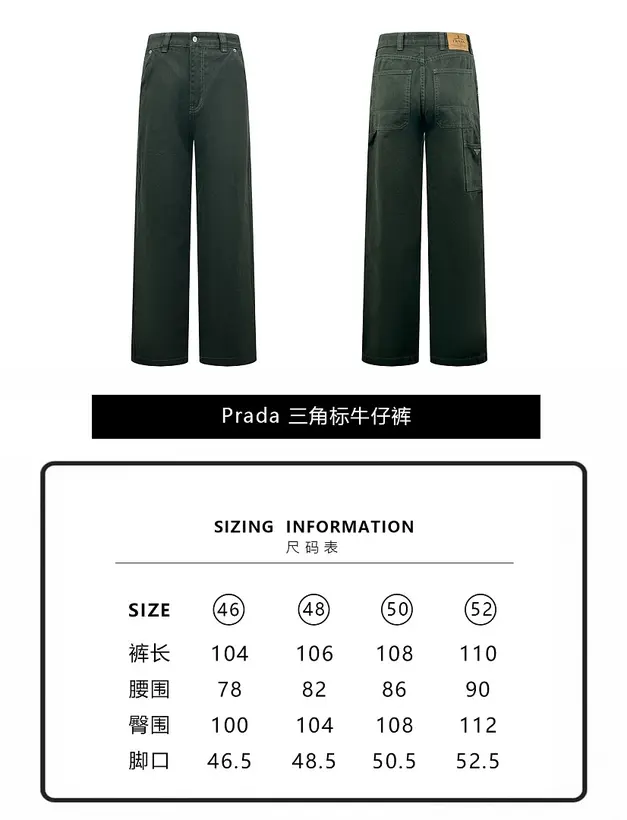 Prada 三角标牛仔裤
SIZING INFORMATION
尺码表
SIZE 46 48 50 52
裤长 104 106 108 110
腰围 78 82 86 90
臀围 100 104 108 112
脚口 46.5 48.5 50.5 52.5